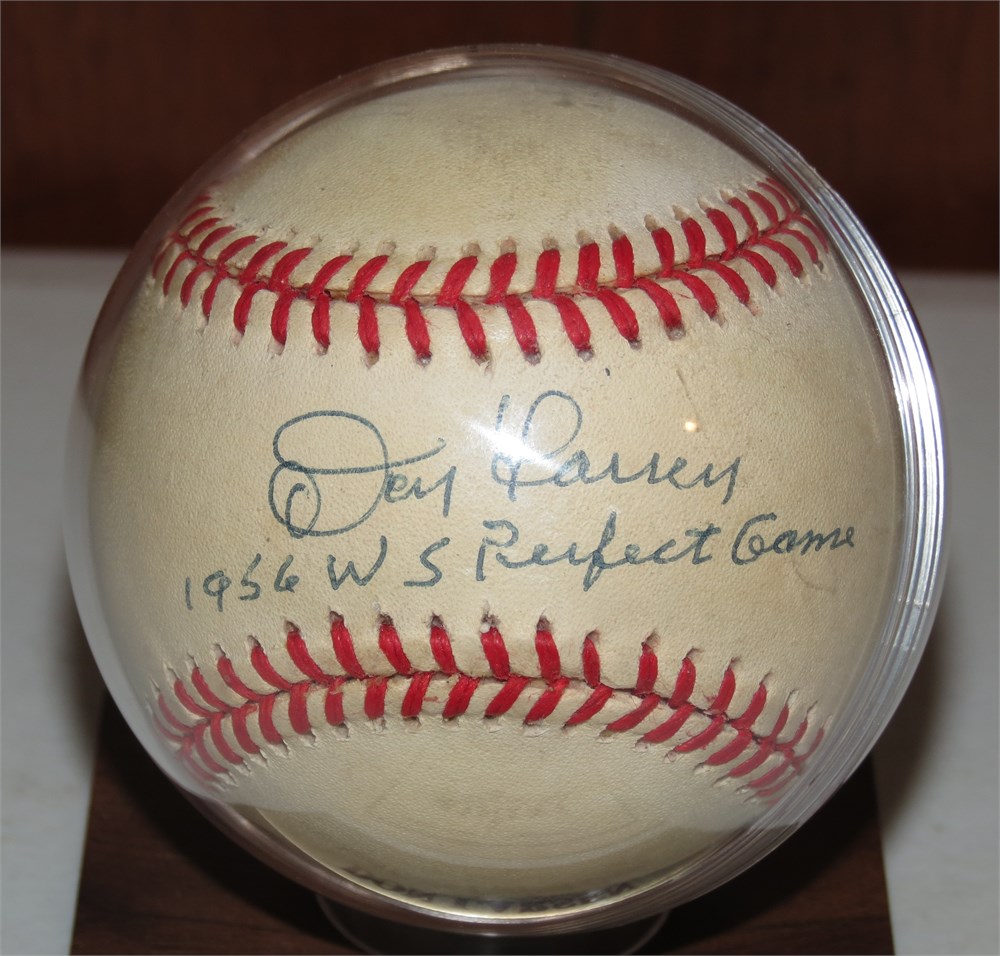 Don Larsen
1956 W S Perfect Game